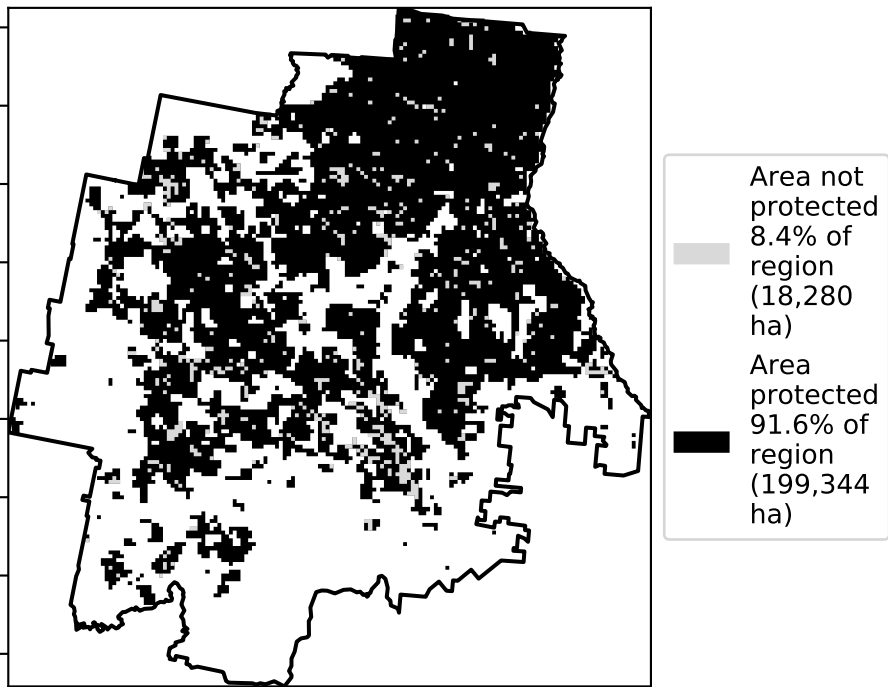 Area not
protected
8.4% of
region
(18,280
ha)
Area
protected
91.6% of
region
(199,344
ha)